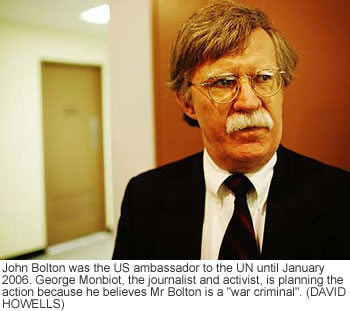 John Bolton was the US ambassador to the UN until January
2006. George Monbiot, the journalist and activist, is planning the
action because he believes Mr Bolton is a "war criminal". (DAVID
HOWELLS)